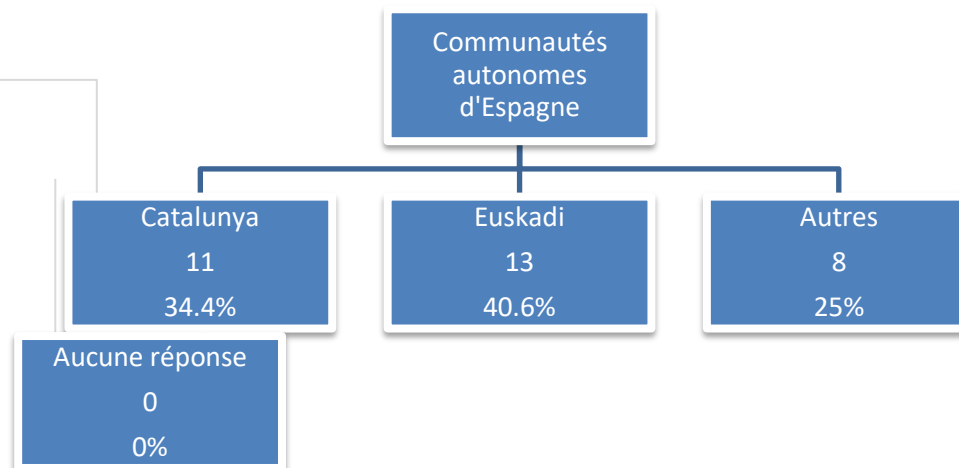 Communautés
autonomes
d'Espagne
Catalunya
11
34.4%
Euskadi
13
40.6%
Autres
8
25%
Aucune réponse
0
0%